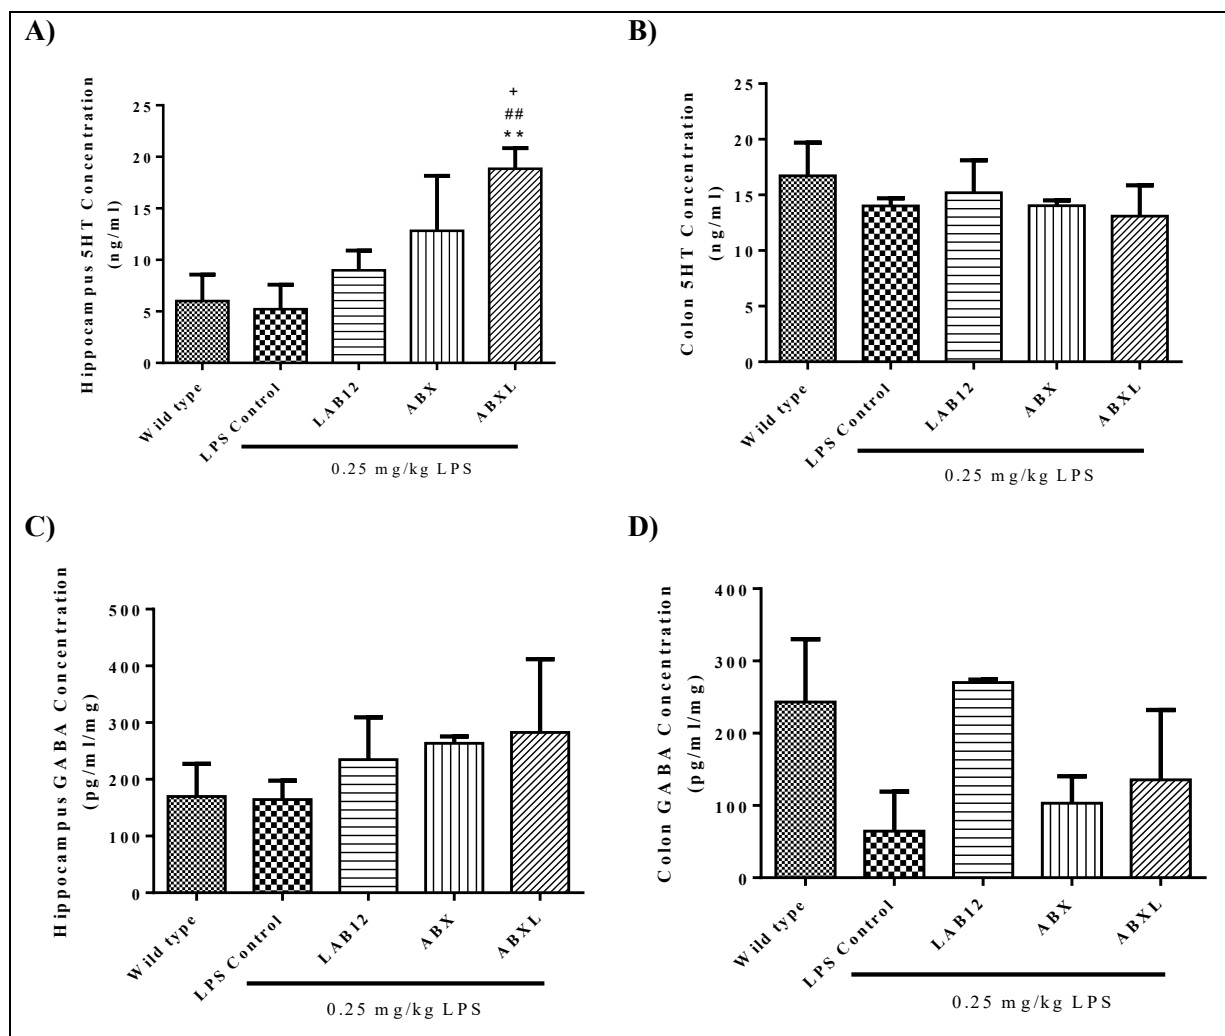 A)
Hippocampus 5HT Concentration
(ng/ml)
25
20
15
10
5
0
+
##
**
Wild type
LPS Control
LAB12
ABX
ABXL
0.25 mg/kg LPS
B)
Colon 5HT Concentration
(ng/ml)
25
20
15
10
5
0
Wild type
LPS Control
LAB12
ABX
ABXL
0.25 mg/kg LPS
C)
Hippocampus GABA Concentration
(pg/ml/mg)
500
400
300
200
100
0
Wild type
LPS Control
LAB12
ABX
ABXL
0.25 mg/kg LPS
D)
Colon GABA Concentration
(pg/ml/mg)
400
300
200
100
0
Wild type
LPS Control
LAB12
ABX
ABXL
0.25 mg/kg LPS